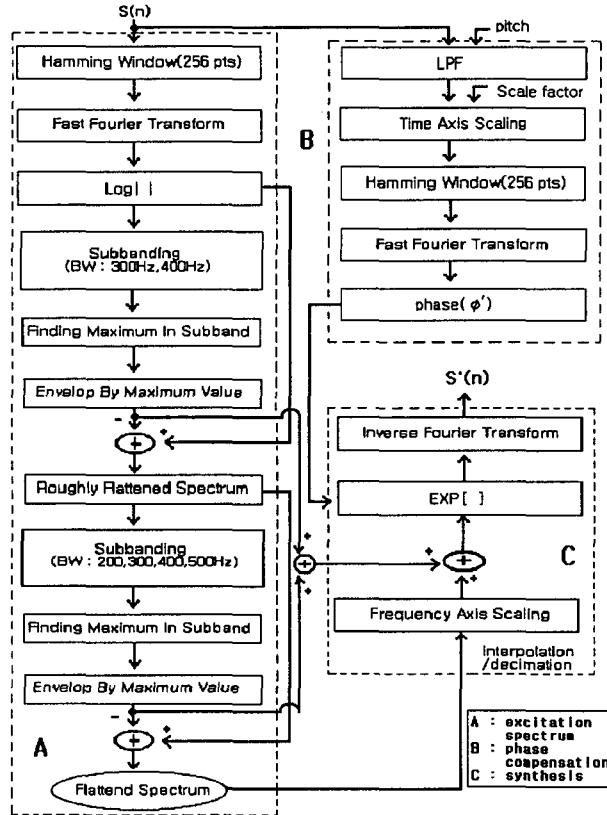 S(n)
Hamming Window(256 pts)
Fast Fourier Transform
Log[ ]
Subbanding
(BW : 300Hz,400Hz)
Finding Maximum In Subband
Envelop By Maximum Value
-
+
+
Roughly Flattened Spectrum
Subbanding
(BW : 200,300,400,500Hz)
Finding Maximum In Subband
Envelop By Maximum Value
-
+
+
A
Flattend Spectrum
pitch
LPF
Scale factor
B
Time Axis Scaling
Hamming Window(256 pts)
Fast Fourier Transform
phase( φ′)
S'(n)
Inverse Fourier Transform
EXP[ ]
C
+
+
+
+
+
+
Frequency Axis Scaling
Interpolation
/decimation
A : excitation
spectrum
B : phase
compensation
C : synthesis